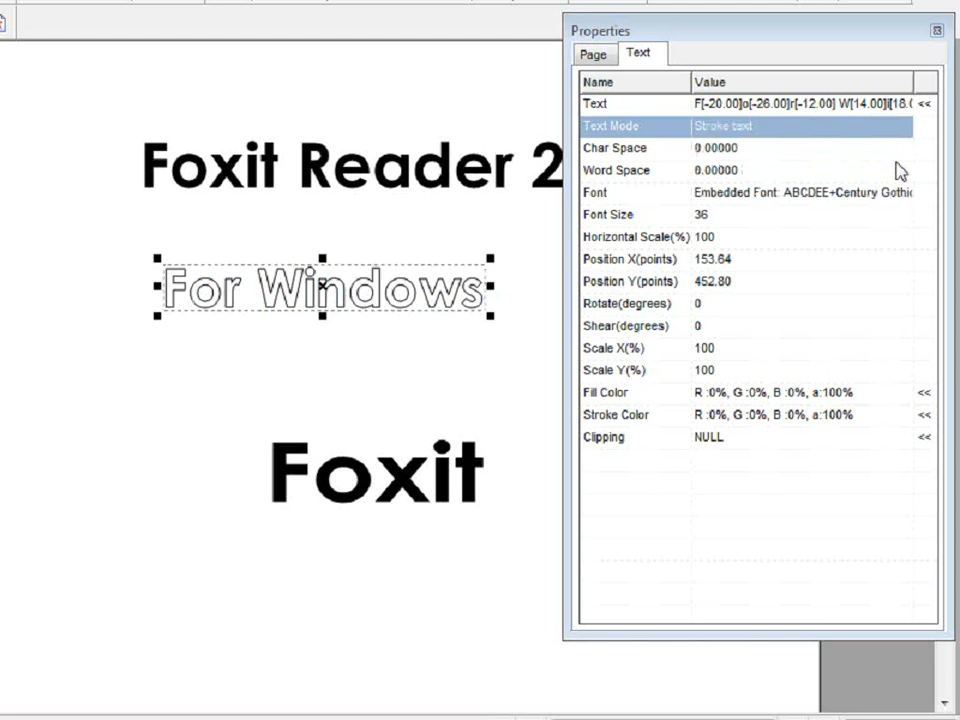 Properties
Page Text
Name Value
Text F[-20.00]o[-26.00]r[-12.00] W[14.00]i[18.0 <<
Text Mode Stroke text
Char Space 0.00000
Word Space 0.00000
Font Embedded Font: ABCDEE+Century Gothic
Font Size 36
Horizontal Scale(%) 100
Position X(points) 153.64
Position Y(points) 452.80
Rotate(degrees) 0
Shear(degrees) 0
Scale X(%) 100
Scale Y(%) 100
Fill Color R :0%, G :0%, B :0%, a:100% <<
Stroke Color R :0%, G :0%, B :0%, a:100% <<
Clipping NULL <<
Foxit Reader 2
For Windows
Foxit